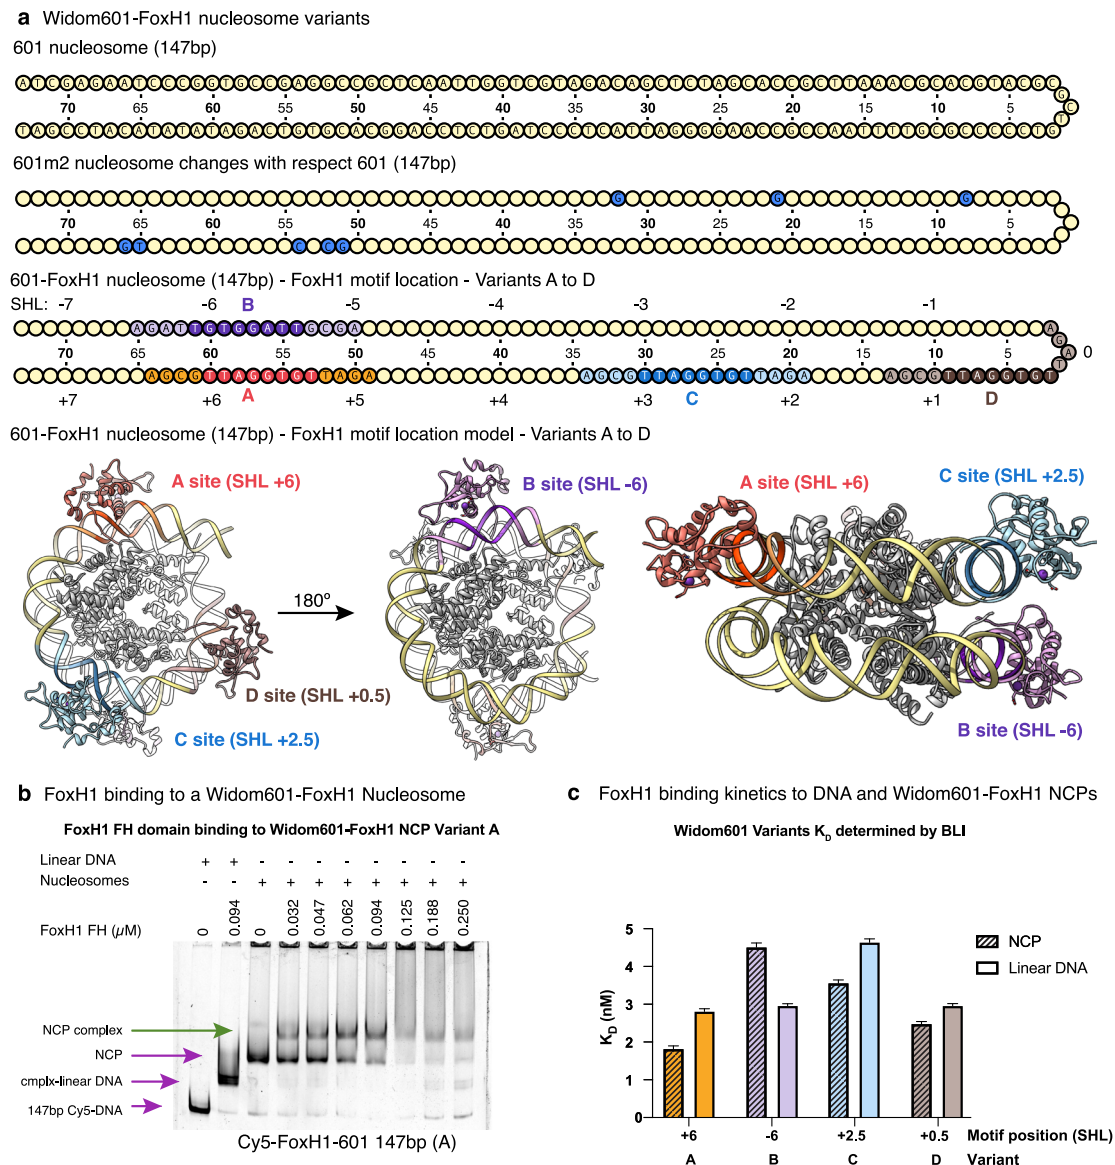 a Widom601-FoxH1 nucleosome variants
601 nucleosome (147bp)
ATCGAGAATCCCGGTGCCGAGGCCGCTCAATTGGTCGTAGACAGCTCTAGCACCGCTTAAACGCACGTACGC
G
70 65 60 55 50 45 40 35 30 25 20 15 10 5 C
T
TAGCCTACATATATAGACTGTGCACGGACCTCTGATCCCTCATTAGGGGAACCGCCAATTTTGCGCCCCCTG
601m2 nucleosome changes with respect 601 (147bp)
G G G
70 65 60 55 50 45 40 35 30 25 20 15 10 5
G T C C G
601-FoxH1 nucleosome (147bp) - FoxH1 motif location - Variants A to D
SHL: -7 -6 B -5 -4 -3 -2 -1
AGATTGTGGATTGCGA A
G
70 65 60 55 50 45 40 35 30 25 20 15 10 5 A 0
T
AGCGTTAGGTGTTAGA AGCGTTAGGTGTTAGA AGCGTTAGGTGT
+7 +6 A +5 +4 +3 C +2 +1 D
601-FoxH1 nucleosome (147bp) - FoxH1 motif location model - Variants A to D
A site (SHL +6)
B site (SHL -6)
A site (SHL +6)
C site (SHL +2.5)
180º
D site (SHL +0.5)
C site (SHL +2.5)
B site (SHL -6)
b FoxH1 binding to a Widom601-FoxH1 Nucleosome
FoxH1 FH domain binding to Widom601-FoxH1 NCP Variant A
Linear DNA + + - - - - - - - -
Nucleosomes - - + + + + + + + +
FoxH1 FH (µM) 0 0.094 0 0.032 0.047 0.062 0.094 0.125 0.188 0.250
NCP complex
NCP
cmplx-linear DNA
147bp Cy5-DNA
Cy5-FoxH1-601 147bp (A)
c FoxH1 binding kinetics to DNA and Widom601-FoxH1 NCPs
Widom601 Variants KD determined by BLI
KD (nM)
5
4
3
2
1
0
NCP
Linear DNA
+6 -6 +2.5 +0.5 Motif position (SHL)
A B C D Variant